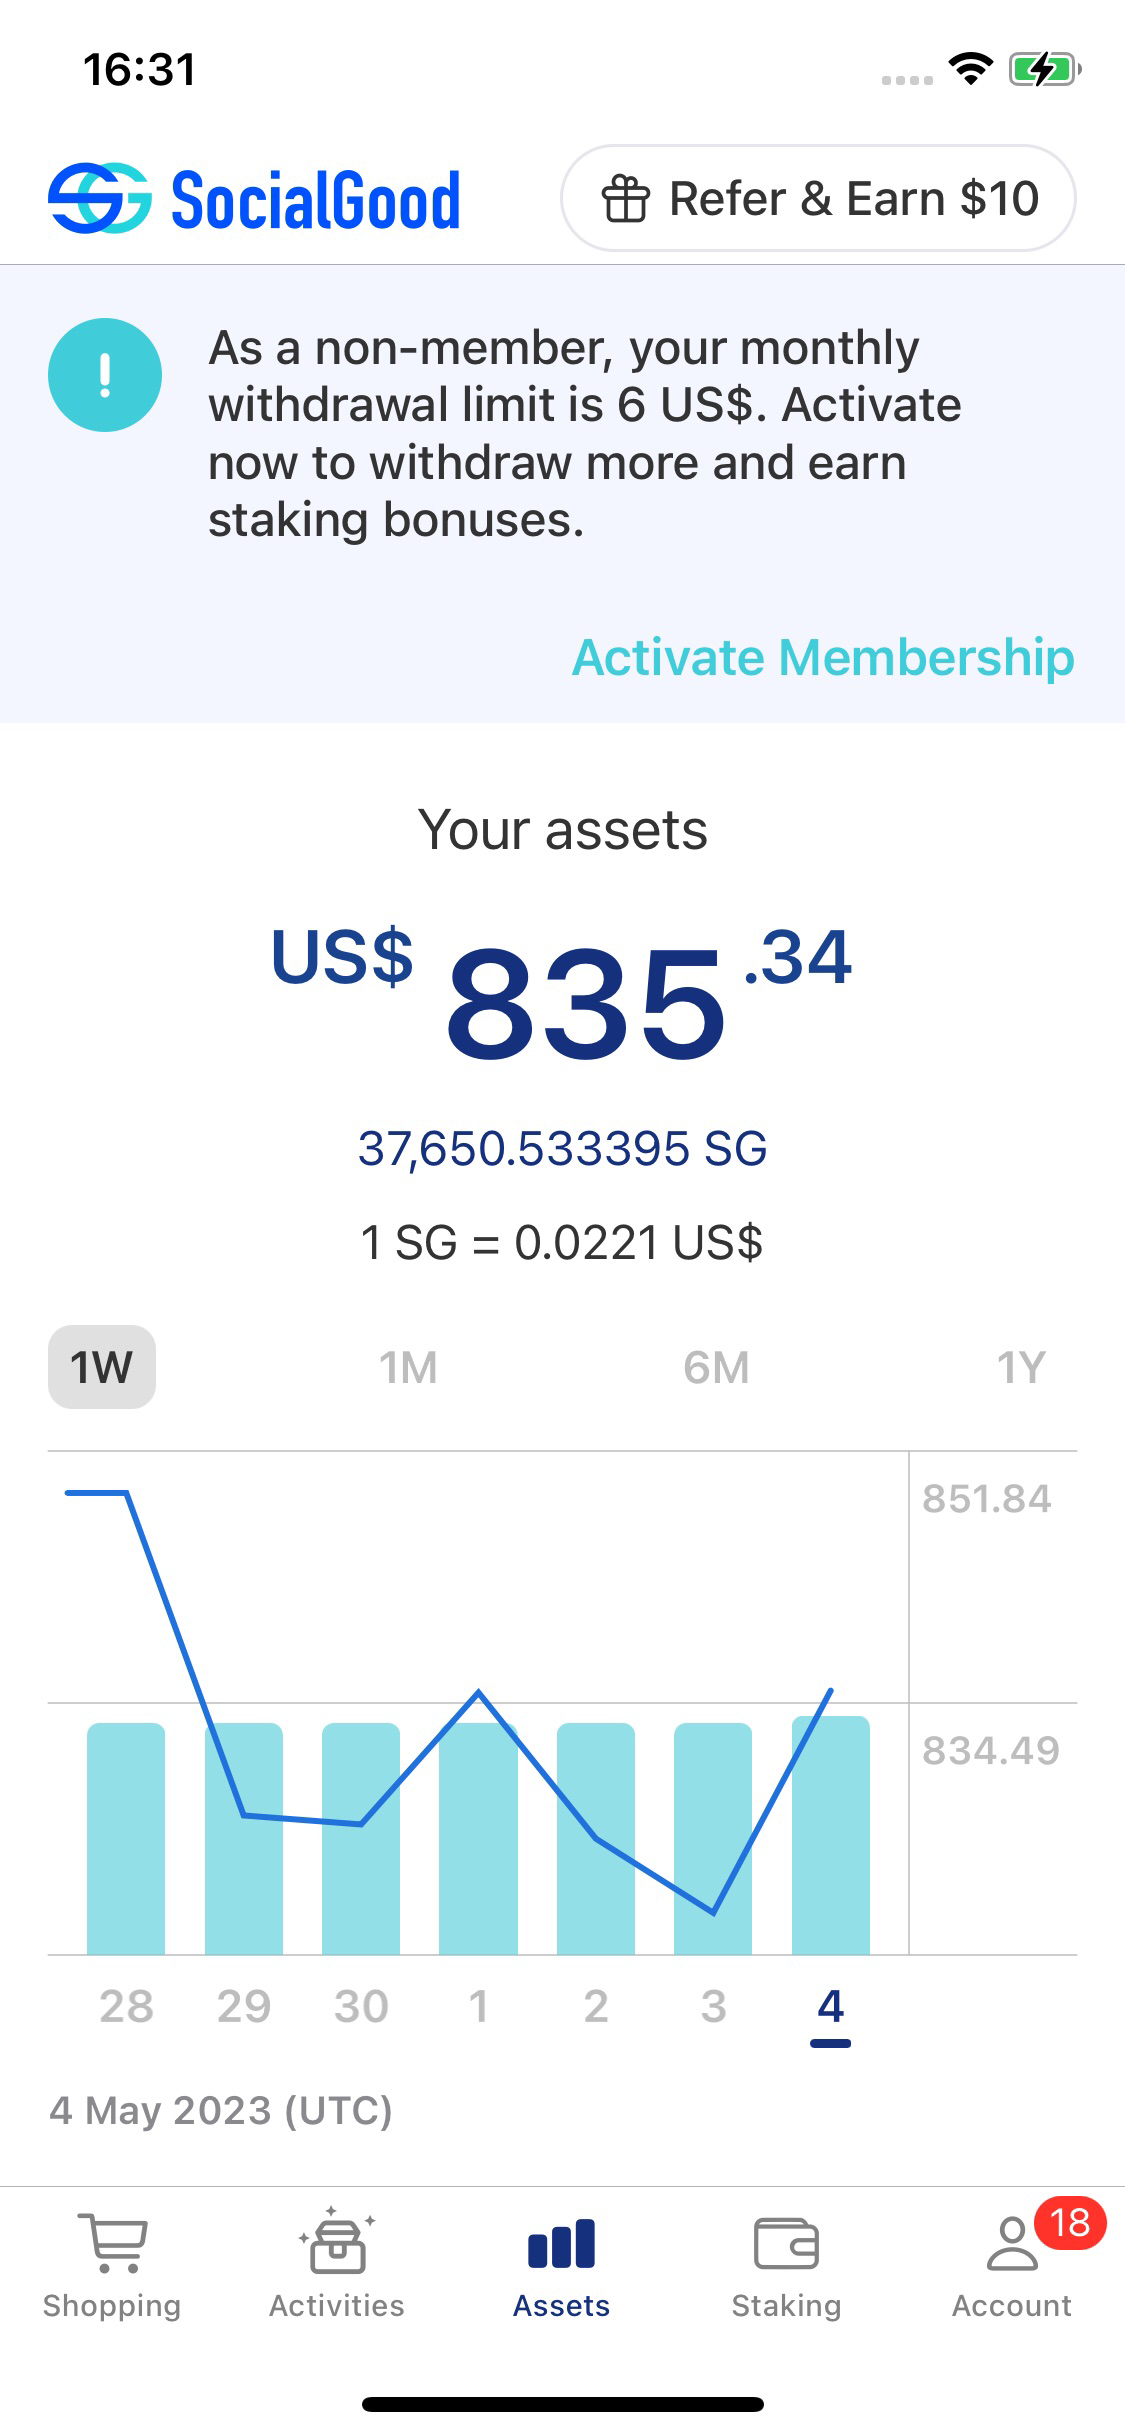 16:31
SocialGood
Refer & Earn $10
As a non-member, your monthly
withdrawal limit is 6 US$. Activate
now to withdraw more and earn
staking bonuses.
Activate Membership
Your assets
US$ 835.34
37,650.533395 SG
1 SG = 0.0221 US$
1W 1M 6M 1Y
851.84
834.49
28 29 30 1 2 3 4
4 May 2023 (UTC)
18
Shopping Activities Assets Staking Account